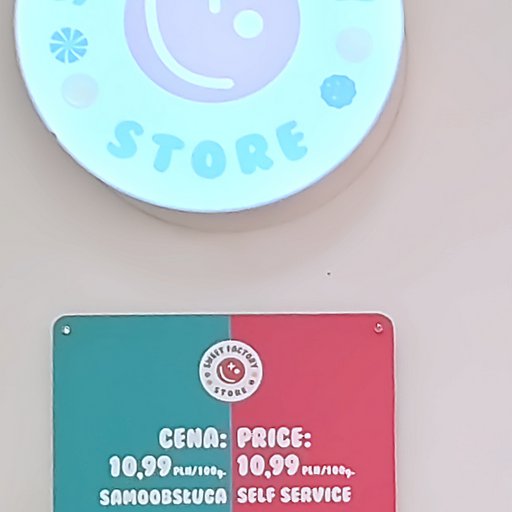 STORE
SWEET FACTORY
STORE
CENA: PRICE:
10,99 PLN/100g. 10,99 PLN/100g.
SAMOOBSŁUGA SELF SERVICE